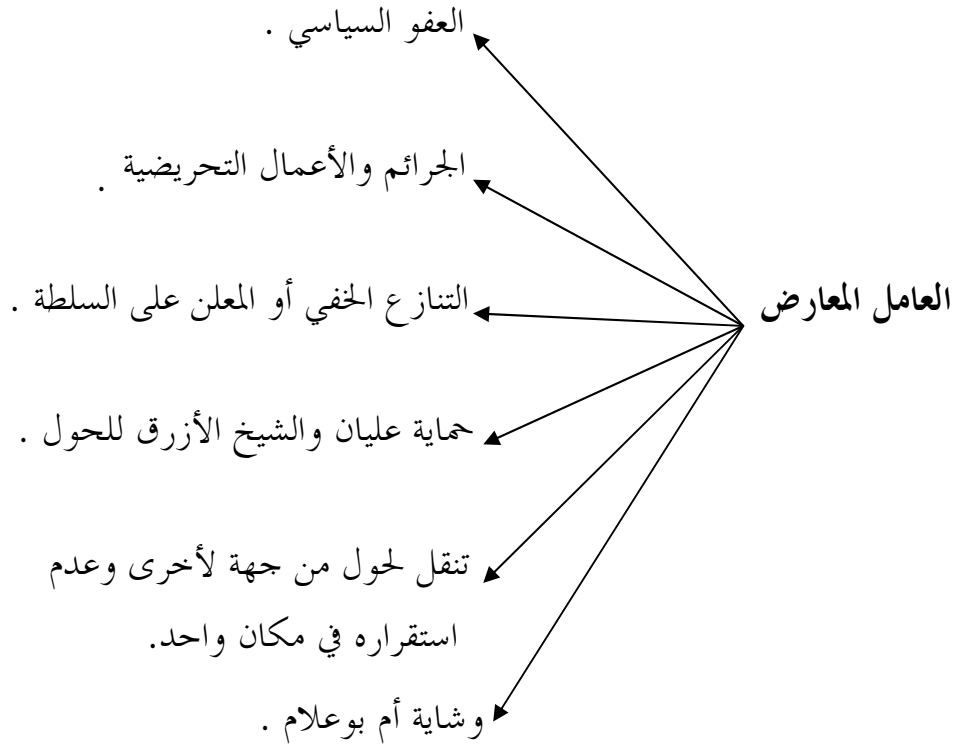 العفو السياسي .
الجرائم والأعمال التحريضية .
العامل المعارض
التنازع الخفي أو المعلن على السلطة .
حماية عليان والشيخ الأزرق للحول .
تنقل لحول من جهة لأخرى وعدم
استقراره في مكان واحد.
وشاية أم بوعلام .